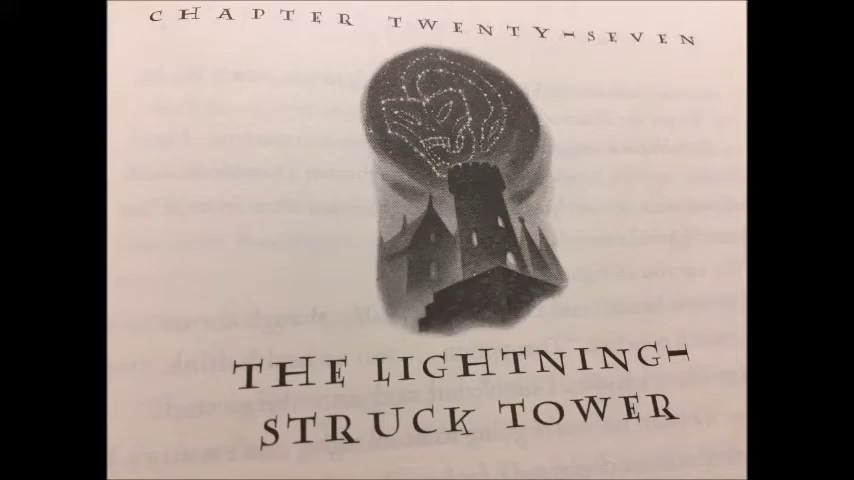 CHAPTER TWENTY-SEVEN
THE LIGHTNING-
STRUCK TOWER